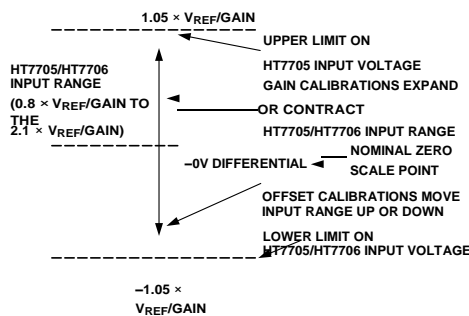 1.05 × VREF/GAIN
UPPER LIMIT ON
HT7705 INPUT VOLTAGE
GAIN CALIBRATIONS EXPAND
OR CONTRACT
HT7705/HT7706 INPUT RANGE
HT7705/HT7706
INPUT RANGE
(0.8 × VREF/GAIN TO
THE
2.1 × VREF/GAIN)
–0V DIFFERENTIAL
NOMINAL ZERO
SCALE POINT
OFFSET CALIBRATIONS MOVE
INPUT RANGE UP OR DOWN
LOWER LIMIT ON
HT7705/HT7706 INPUT VOLTAGE
–1.05 ×
VREF/GAIN